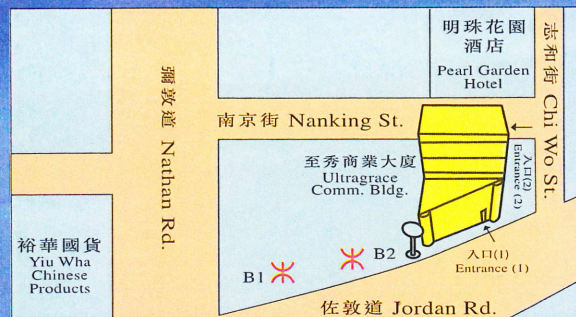 明珠花園
酒店
Pearl Garden
Hotel
志和街 Chi Wo St.
彌敦道 Nathan Rd.
南京街 Nanking St.
至秀商業大廈
Ultragrace
Comm. Bldg.
入口(2)
Entrance (2)
裕華國貨
Yiu Wha
Chinese
Products
B1
B2
入口(1)
Entrance (1)
佐敦道 Jordan Rd.